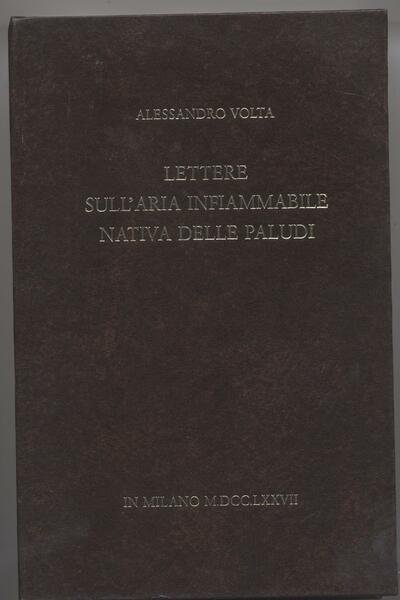 ALESSANDRO VOLTA
LETTERE
SULL'ARIA INFIAMMABILE
NATIVA DELLE PALUDI
IN MILANO M.DCC.LXXVII